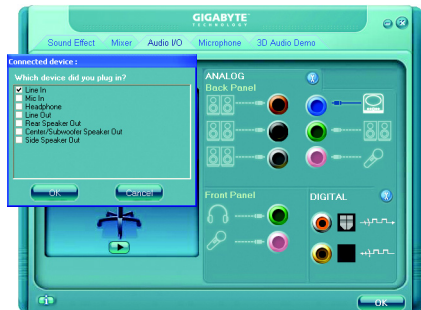 GIGABYTE
TECHNOLOGY
Sound Effect Mixer Audio I/O Microphone 3D Audio Demo
Connected device :
Which device did you plug in?
Line In
Mic In
Headphone
Line Out
Rear Speaker Out
Center/Subwoofer Speaker Out
Side Speaker Out
OK Cancel
ANALOG
Back Panel
Front Panel
DIGITAL
OK